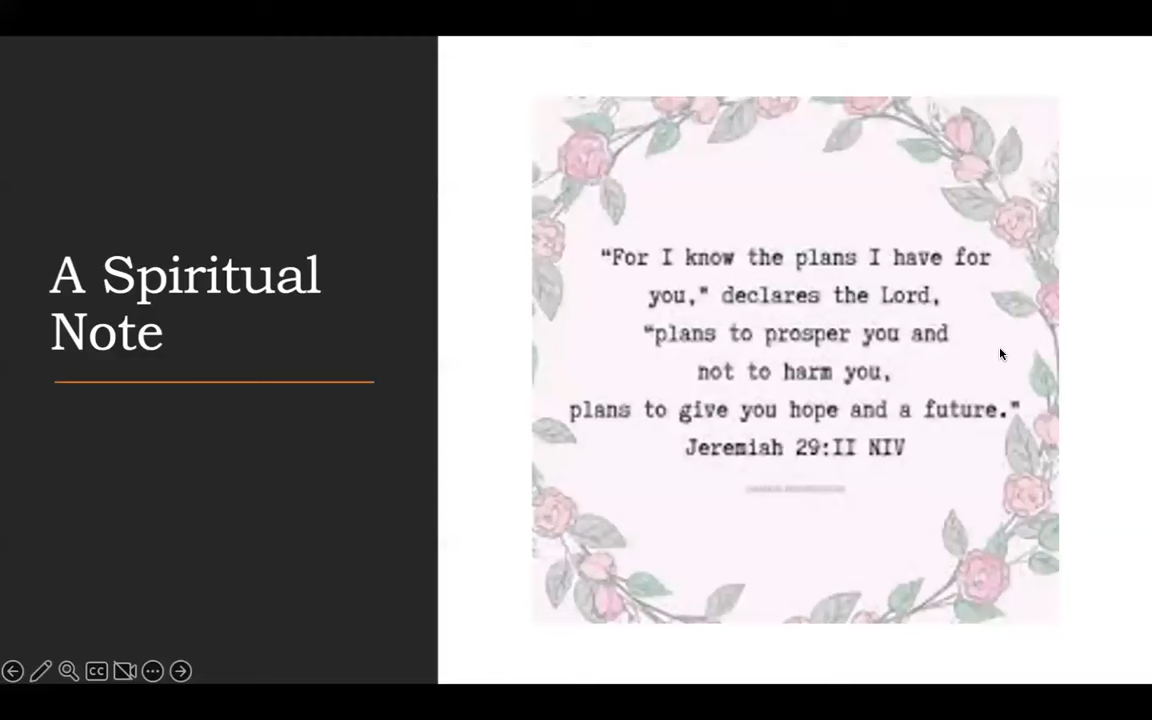 A Spiritual
Note
“For I know the plans I have for
you,” declares the Lord,
“plans to prosper you and
not to harm you,
plans to give you hope and a future.”
Jeremiah 29:II NIV
CC